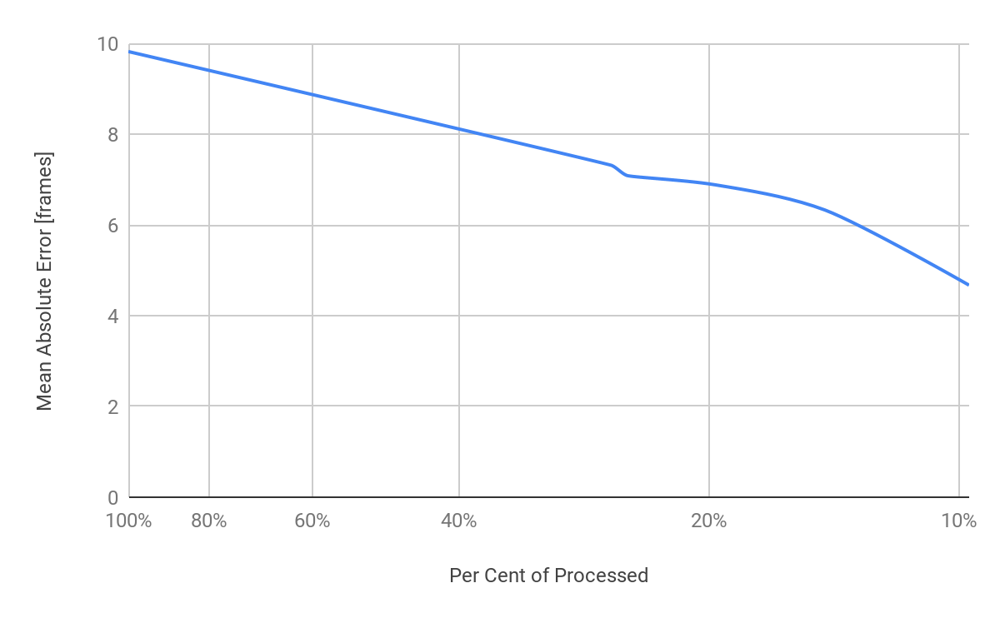 10
8
6
4
2
0
Mean Absolute Error [frames]
100% 80% 60% 40% 20% 10%
Per Cent of Processed